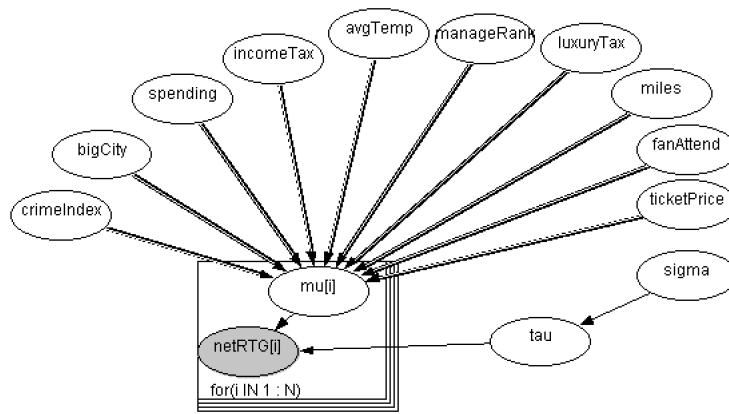 avgTemp
manageRank
luxuryTax
incomeTax
spending
miles
bigCity
fanAttend
crimeIndex
ticketPrice
mu[i]
sigma
netRTG[i]
tau
for(i IN 1 : N)